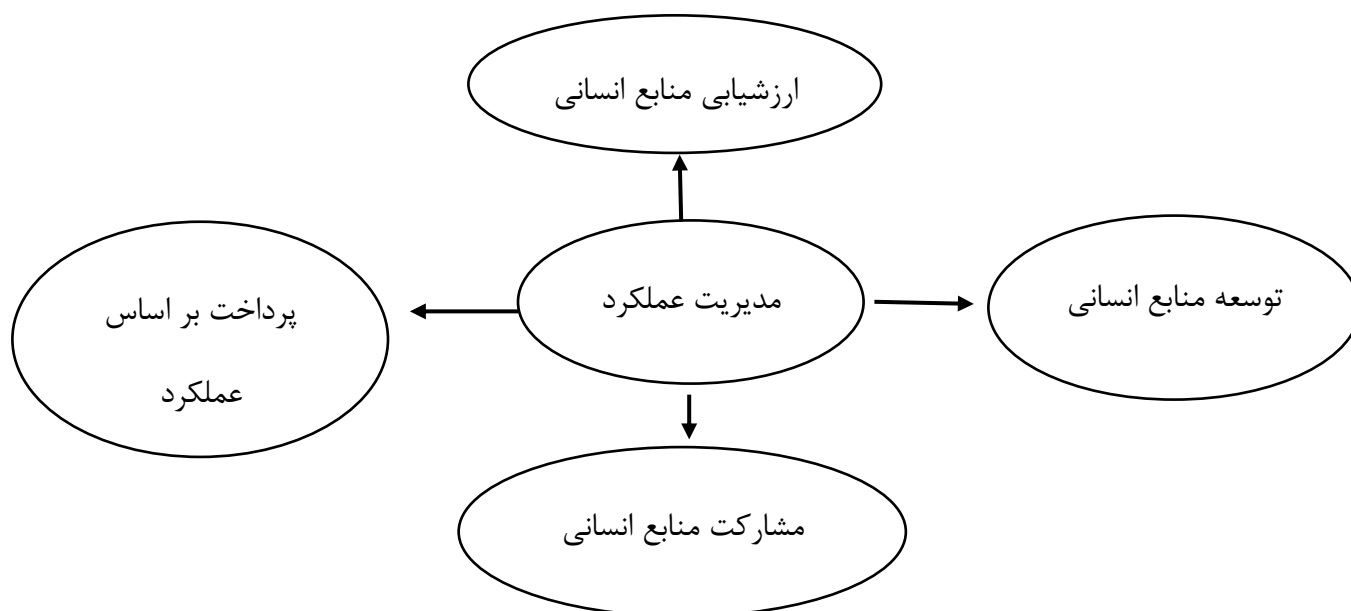 ارزشیابی منابع انسانی
توسعه منابع انسانی
مدیریت عملکرد
پرداخت بر اساس
عملکرد
مشارکت منابع انسانی